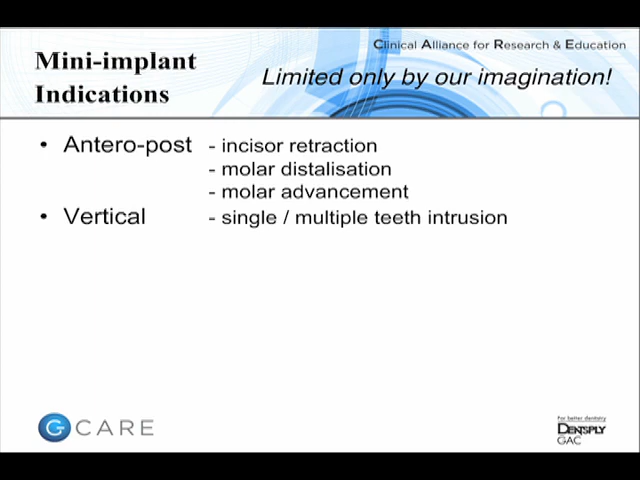 Clinical Alliance for Research & Education
Mini-implant
Indications
Limited only by our imagination!
• Antero-post - incisor retraction
- molar distalisation
- molar advancement
• Vertical - single / multiple teeth intrusion
G CARE
For better dentistry
DENTSPLY
GAC